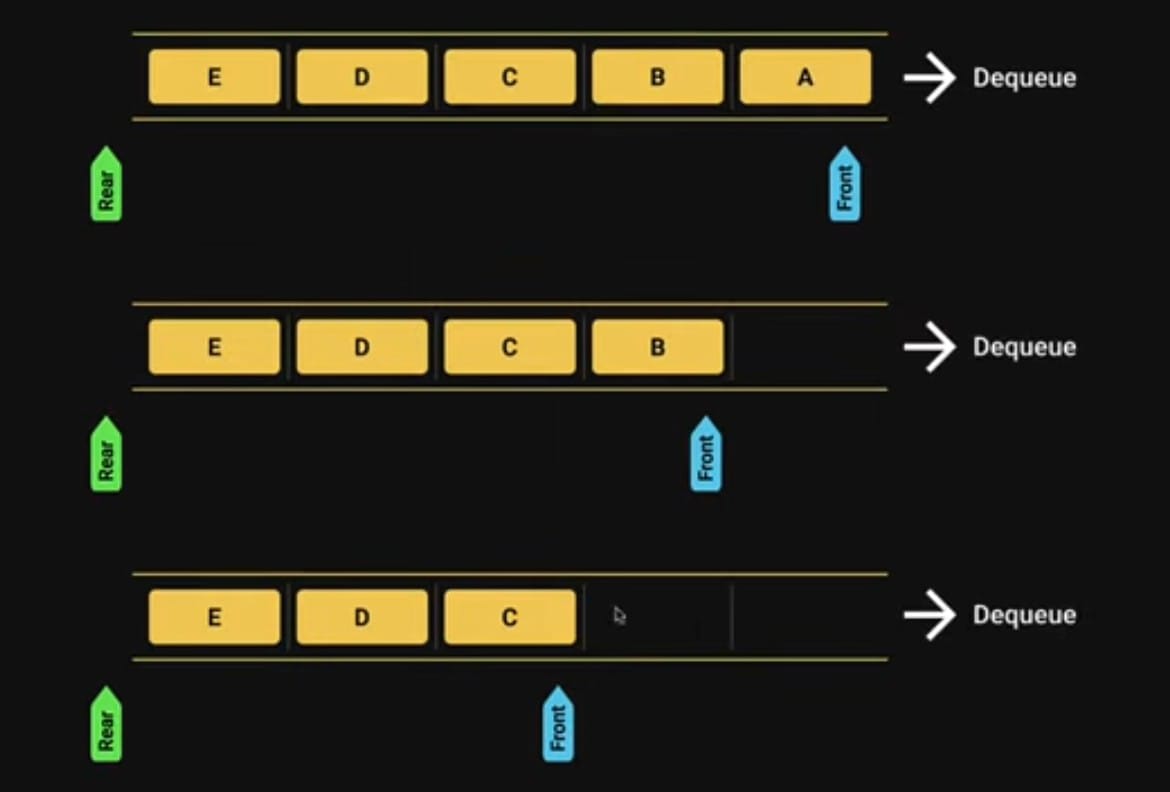 E D C B A Dequeue
Rear Front
E D C B Dequeue
Rear Front
E D C Dequeue
Rear Front